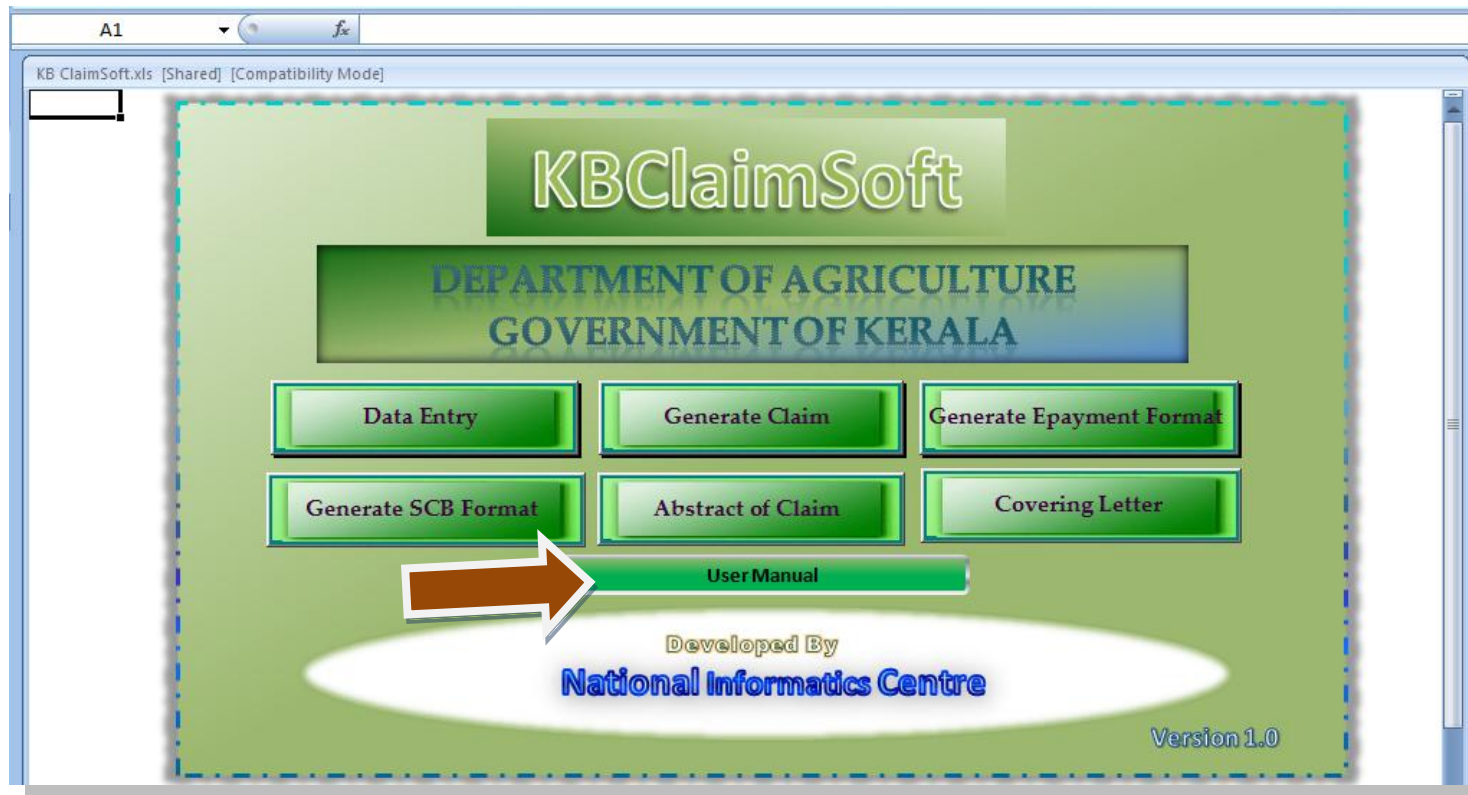 A1 fx
KB ClaimSoft.xls [Shared] [Compatibility Mode]
KBClaimSoft
DEPARTMENT OF AGRICULTURE
GOVERNMENT OF KERALA
Data Entry
Generate Claim
Generate Epayment Format
Generate SCB Format
Abstract of Claim
Covering Letter
User Manual
Developed By
National Informatics Centre
Version 1.0